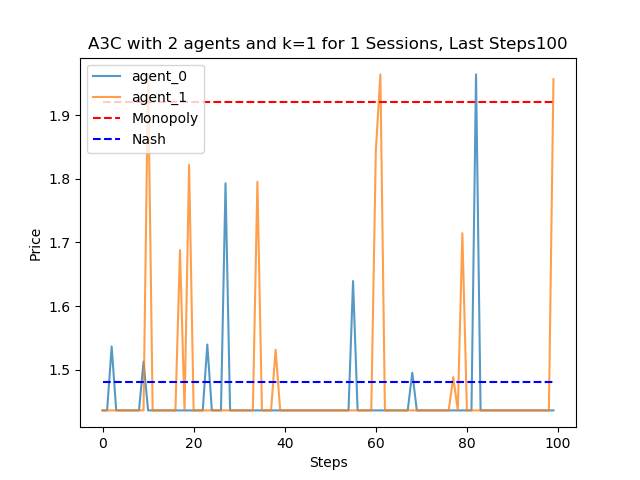 A3C with 2 agents and k=1 for 1 Sessions, Last Steps100
agent_0
agent_1
Monopoly
Nash
Price
1.9
1.8
1.7
1.6
1.5
0
20
40
60
80
100
Steps